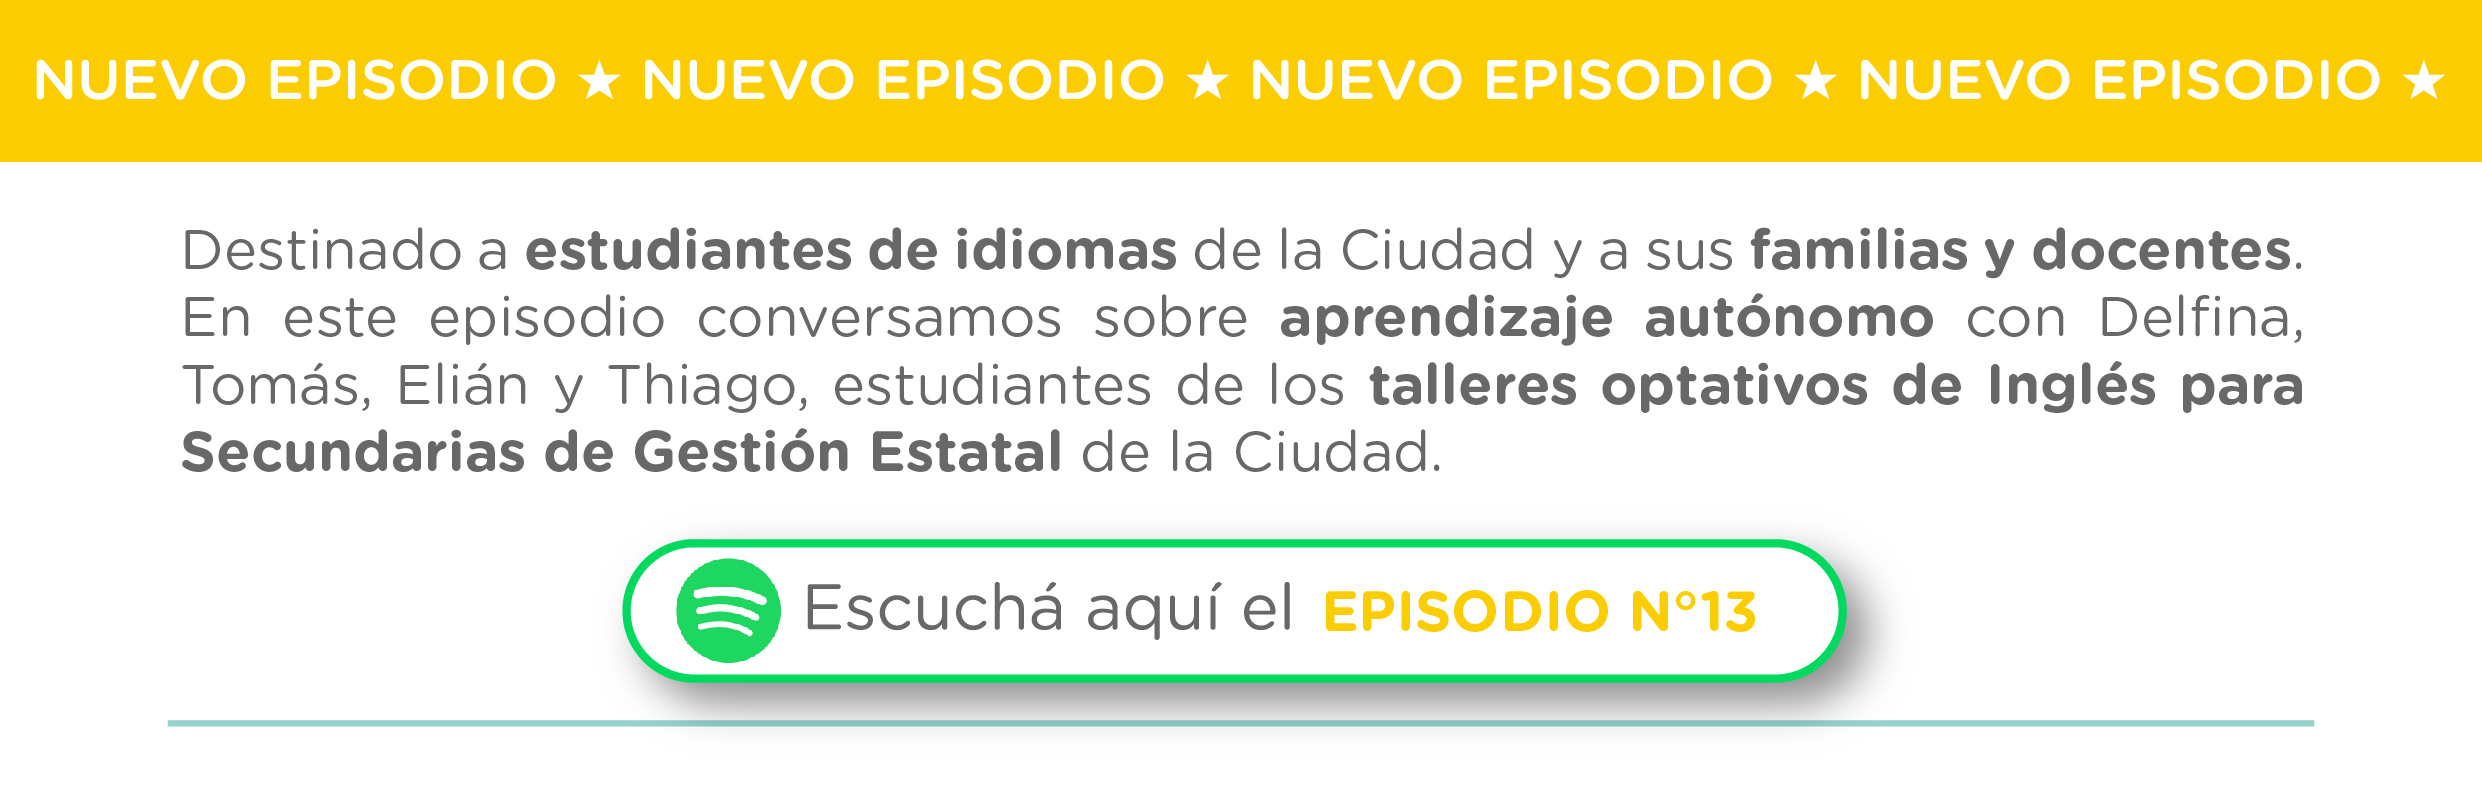 NUEVO EPISODIO ★ NUEVO EPISODIO ★ NUEVO EPISODIO ★ NUEVO EPISODIO ★
Destinado a estudiantes de idiomas de la Ciudad y a sus familias y docentes.
En este episodio conversamos sobre aprendizaje autónomo con Delfina,
Tomás, Elián y Thiago, estudiantes de los talleres optativos de Inglés para
Secundarias de Gestión Estatal de la Ciudad.
Escuchá aquí el EPISODIO N°13